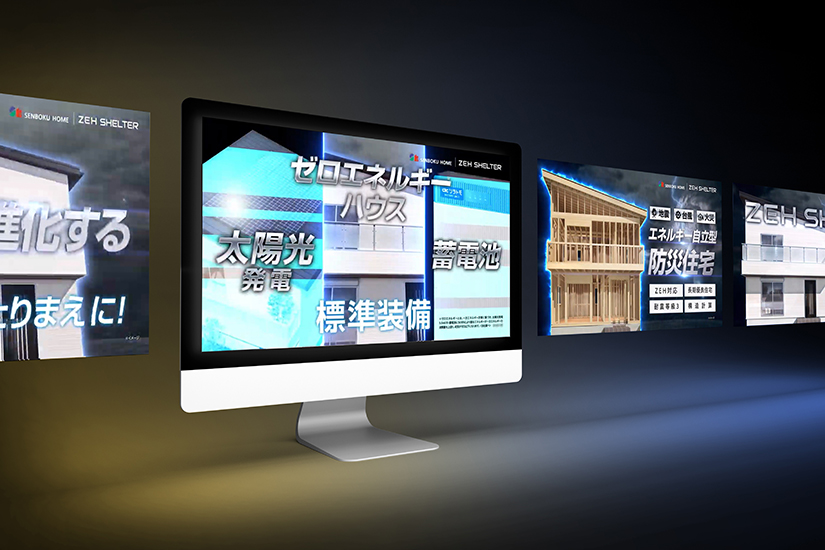 SENBOKU HOME | ZEH SHELTER
進化する
たりまえに!
SENBOKU HOME | ZEH SHELTER
ゼロエネルギー
ハウス
太陽光
発電
蓄電池
標準装備
SENBOKU HOME | ZEH SHELTER
地震 台風 火災
エネルギー自立型
防災住宅
ZEH対応 長期優良住宅
耐震等級3 構造計算
ZEH SH